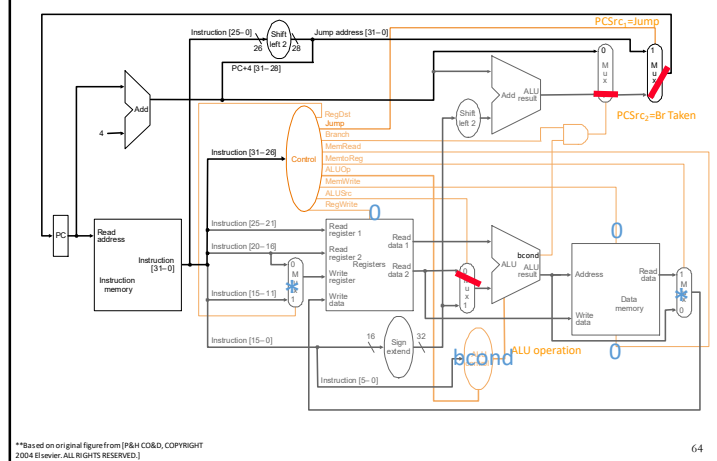 Instruction [25–0]
Shift
left 2
Jump address [31–0]
PCSrc₁=Jump
26
28
PC+4 [31–28]
0
M
u
x
1
M
u
x
Add
ALU
result
Add
4
Shift
left 2
PCSrc₂=Br Taken
RegDst
Jump
Branch
MemRead
Instruction [31–26]
Control
MemtoReg
ALUOp
MemWrite
ALUSrc
RegWrite
0
0
PC
Read
address
Instruction
[31–0]
Instruction
memory
Instruction [25–21]
Read
register 1
Instruction [20–16]
Read
register 2
Read
data 1
Registers
Read
data 2
Write
register
Write
data
0
M
u
x
1
*
Instruction [15–11]
0
ux
1
bcond
ALU
ALU
result
Address
Read
data
Data
memory
Write
data
1
M
*
0
Instruction [15–0]
16
Sign
extend
32
bcond
ALU operation
0
Instruction [5–0]
**Based on original figure from [P&H CO&D, COPYRIGHT
2004 Elsevier. ALL RIGHTS RESERVED.]
64